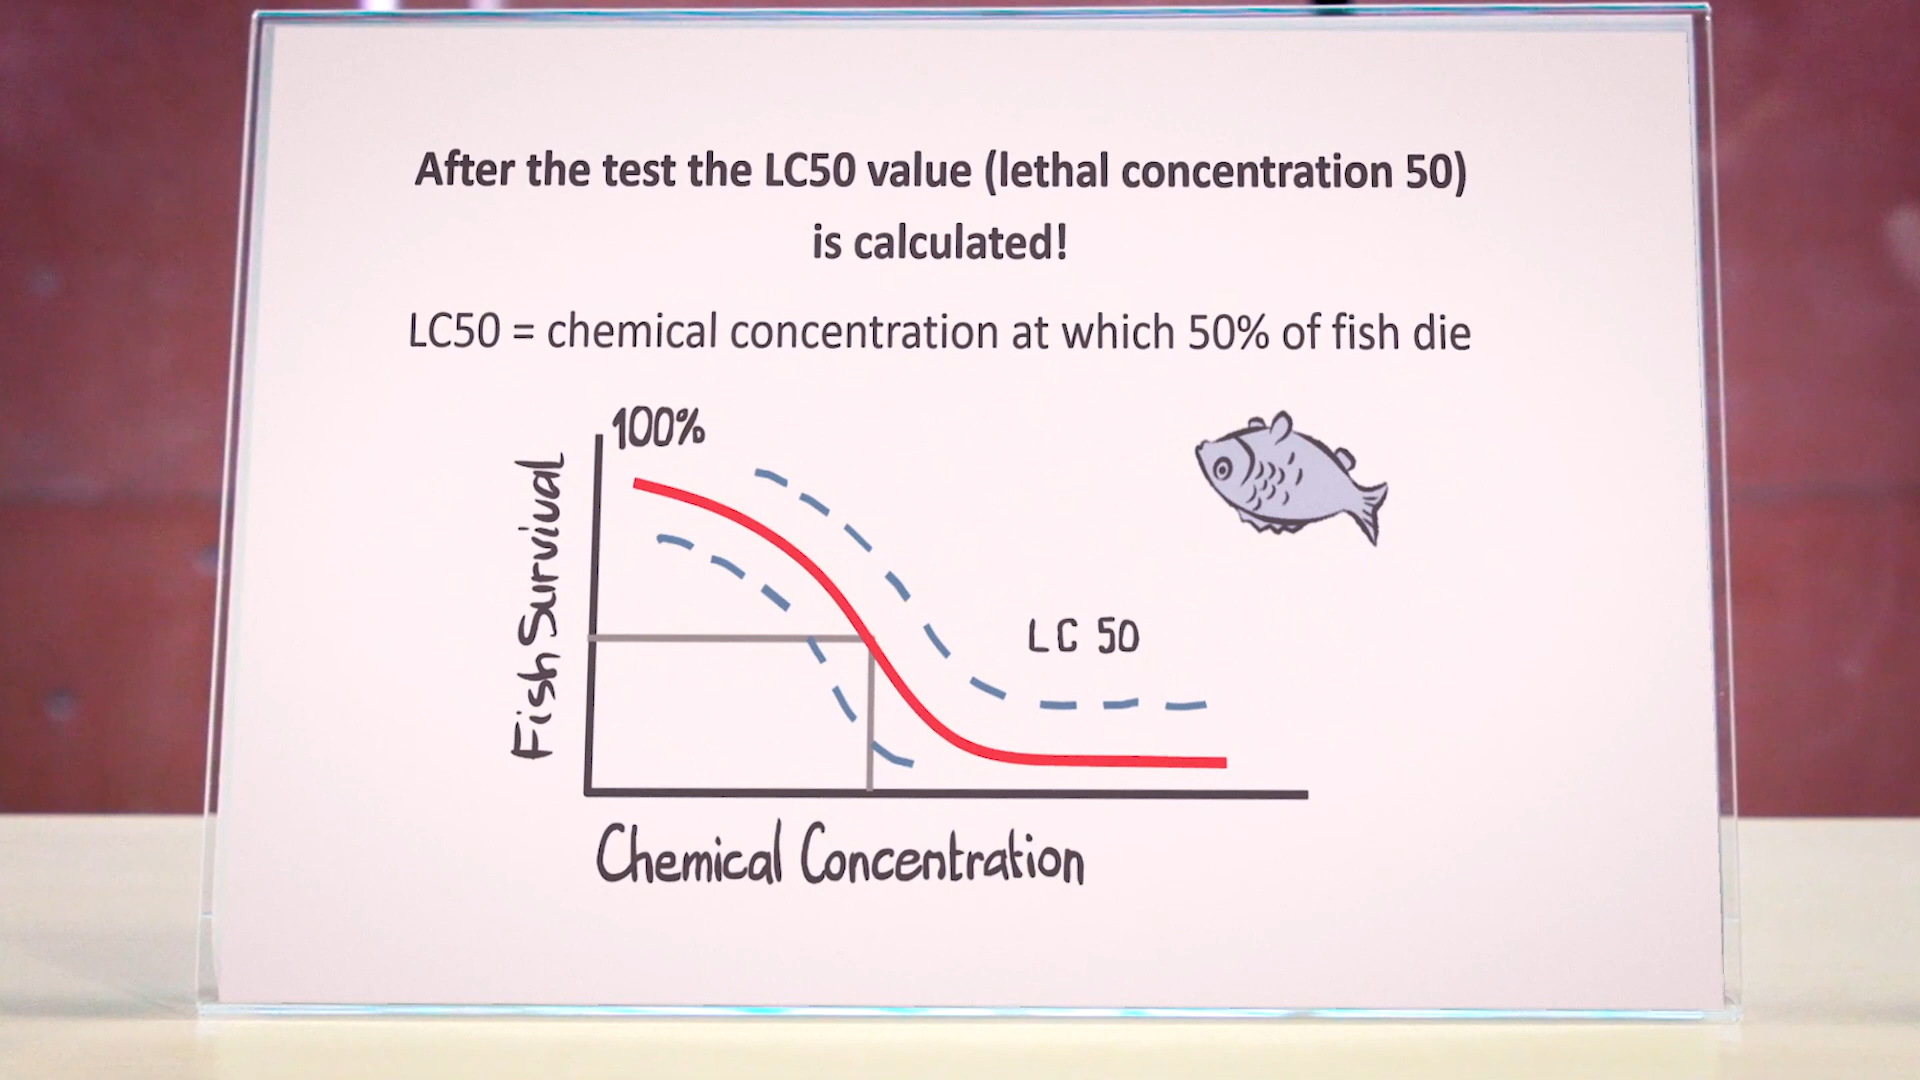 After the test the LC50 value (lethal concentration 50)
is calculated!
LC50 = chemical concentration at which 50% of fish die
100%
Fish Survival
LC 50
Chemical Concentration